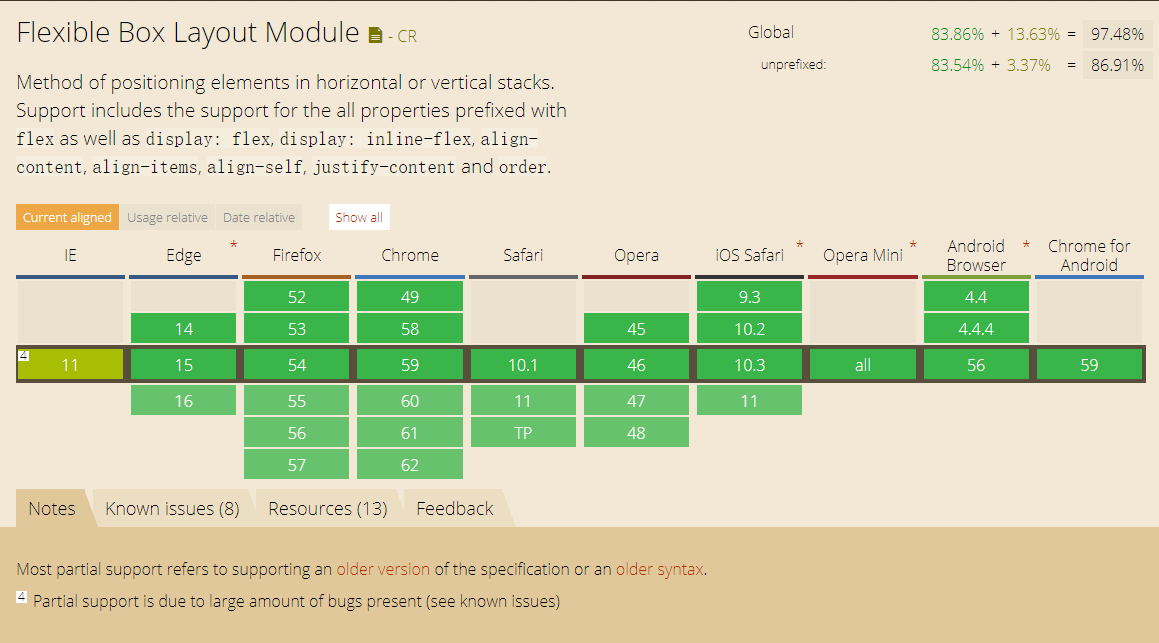 Flexible Box Layout Module - CR
Global 83.86% + 13.63% = 97.48%
unprefixed: 83.54% + 3.37% = 86.91%
Method of positioning elements in horizontal or vertical stacks.
Support includes the support for the all properties prefixed with
flex as well as display: flex, display: inline-flex, align-
content, align-items, align-self, justify-content and order.
Current aligned Usage relative Date relative Show all
IE Edge * Firefox Chrome Safari Opera iOS Safari * Opera Mini * Android Browser * Chrome for Android
52 49 9.3 4.4
14 53 58 45 10.2 4.4.4
4 11 15 54 59 10.1 46 10.3 all 56 59
16 55 60 11 47 11
56 61 TP 48
57 62
Notes Known issues (8) Resources (13) Feedback
Most partial support refers to supporting an older version of the specification or an older syntax.
4 Partial support is due to large amount of bugs present (see known issues)